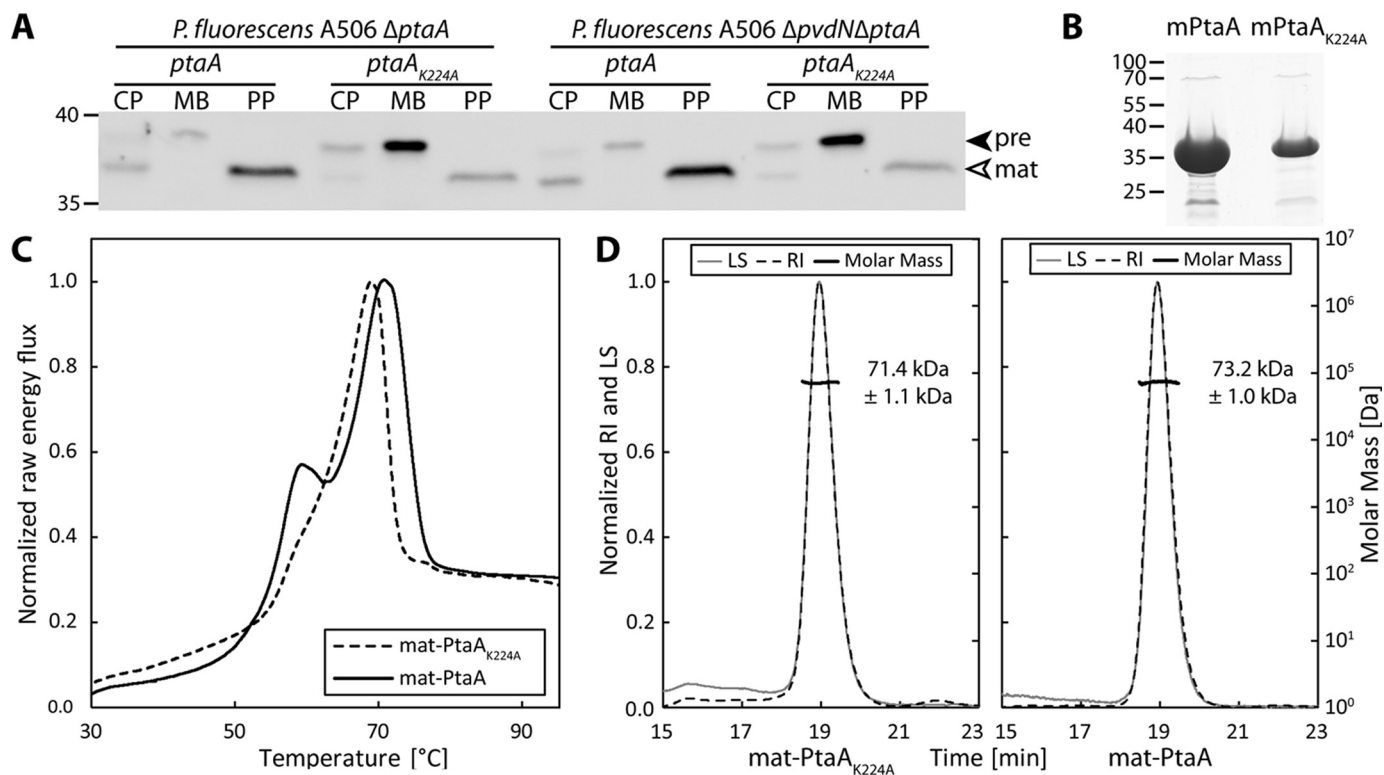 A
P. fluorescens A506 ΔptaA
P. fluorescens A506 ΔpvdNΔptaA
ptaA
ptaA_K224A
ptaA
ptaA_K224A
CP MB PP CP MB PP CP MB PP CP MB PP
40
35
pre
mat
B
mPtaA mPtaA_K224A
100
70
55
40
35
25
C
Normalized raw energy flux
1.0
0.8
0.6
0.4
0.2
0.0
30 50 70 90
Temperature [°C]
mat-PtaA_K224A
mat-PtaA
D
LS RI Molar Mass
LS RI Molar Mass
Normalized RI and LS
1.0
0.8
0.6
0.4
0.2
0.0
71.4 kDa
± 1.1 kDa
73.2 kDa
± 1.0 kDa
10⁷
10⁶
10⁵
10⁴
10³
10²
10¹
10⁰
Molar Mass [Da]
15 17 19 21 23
15 17 19 21 23
mat-PtaA_K224A Time [min] mat-PtaA